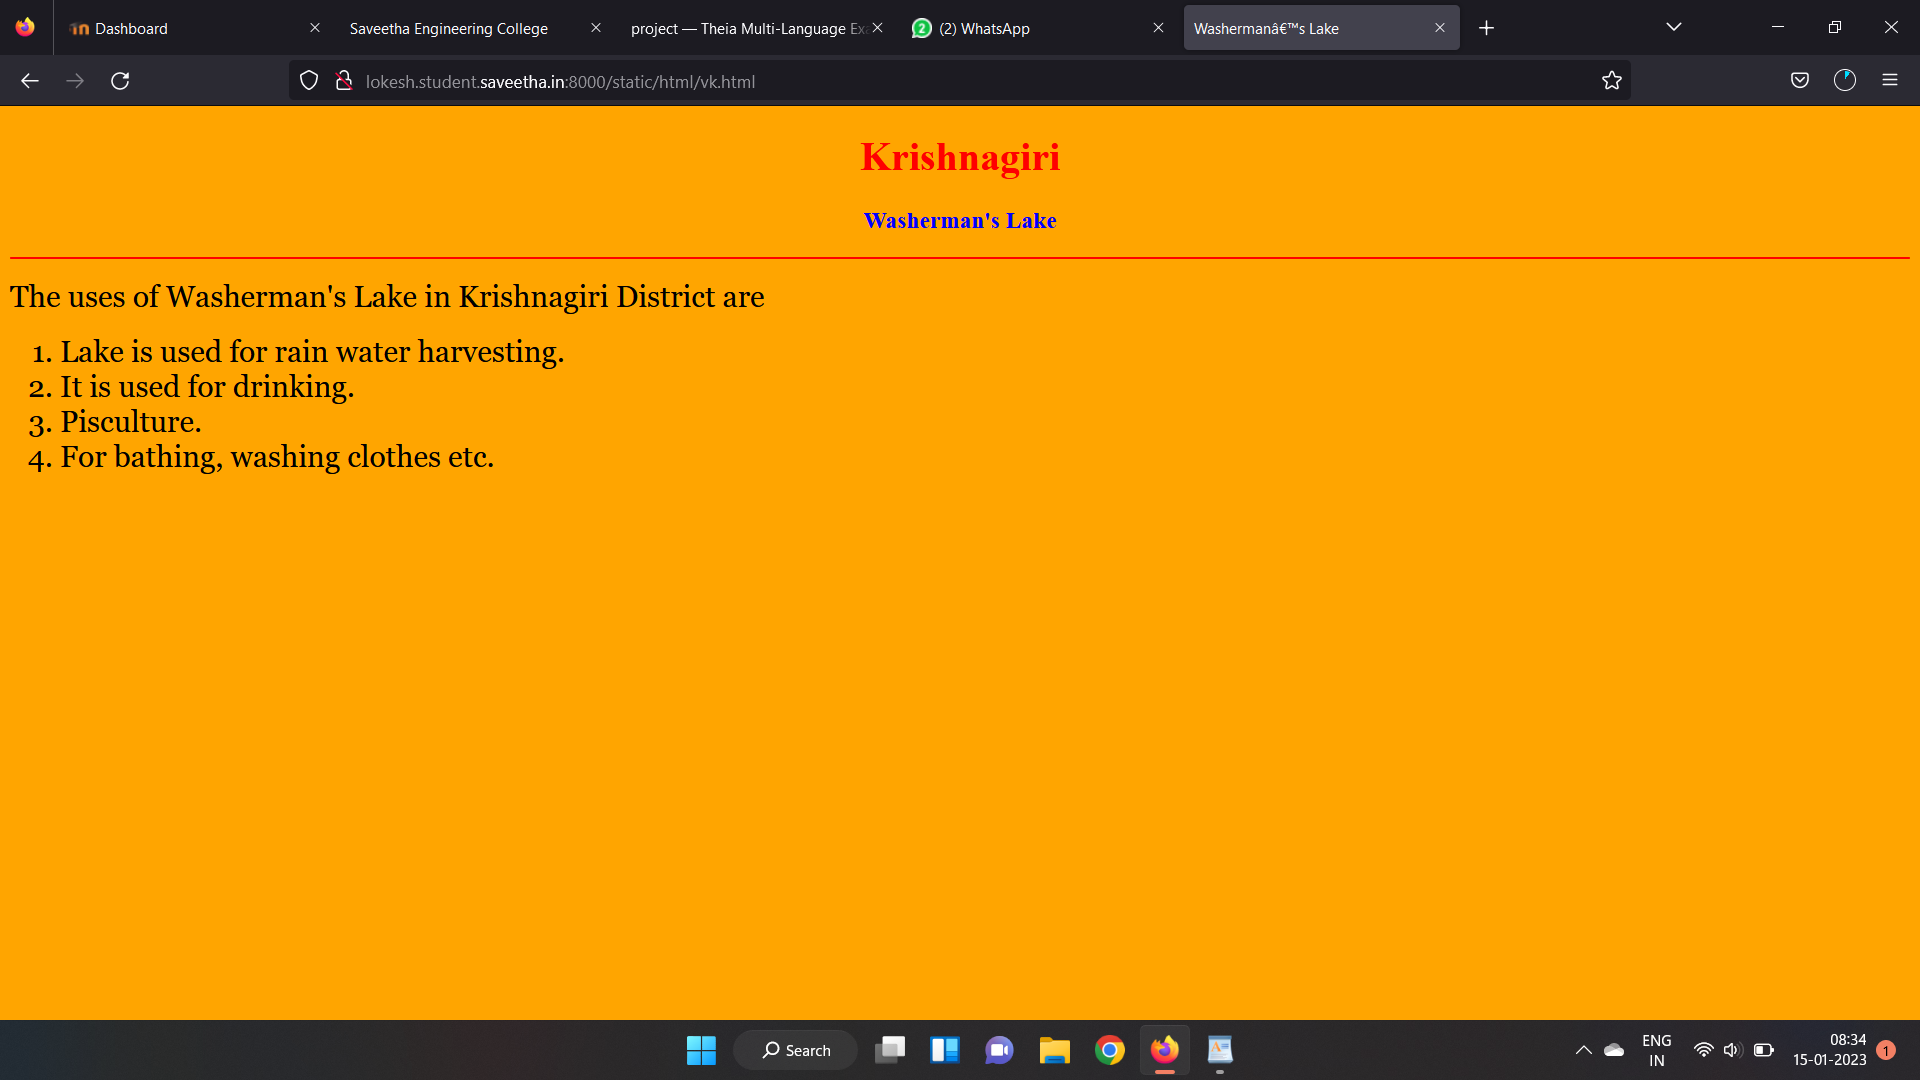 Dashboard
Saveetha Engineering College
project — Theia Multi-Language Exa
(2) WhatsApp
Washermanâ€™s Lake
lokesh.student.saveetha.in:8000/static/html/vk.html
Krishnagiri
Washerman's Lake
The uses of Washerman's Lake in Krishnagiri District are
1. Lake is used for rain water harvesting.
2. It is used for drinking.
3. Pisculture.
4. For bathing, washing clothes etc.
Search
ENG
IN
08:34
15-01-2023
1